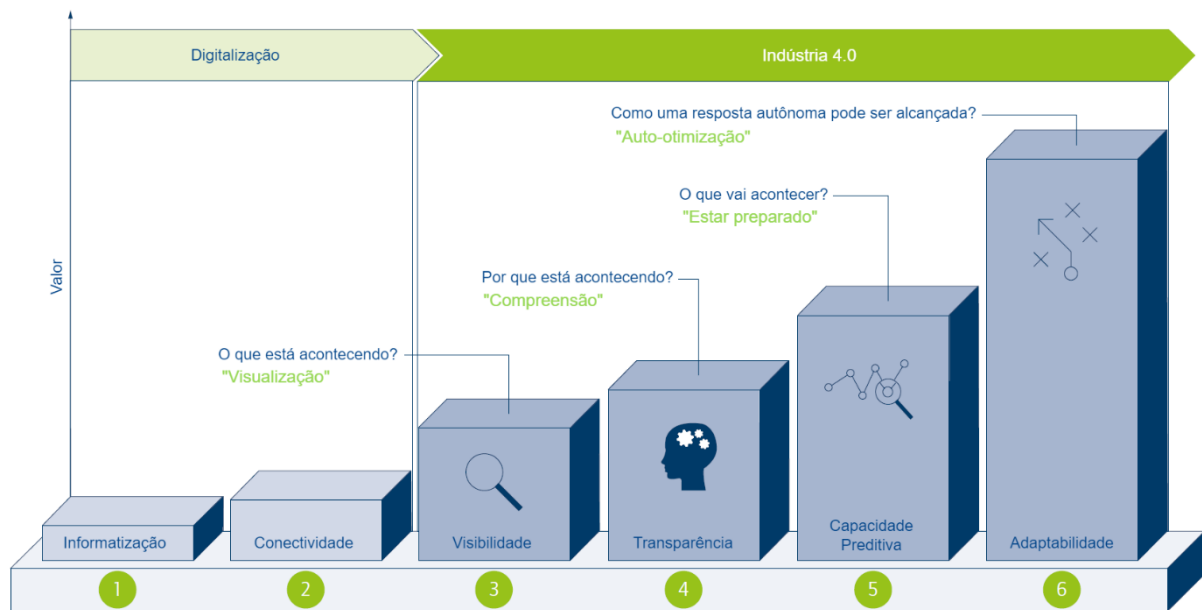 Digitalização
Indústria 4.0
Como uma resposta autônoma pode ser alcançada?
"Auto-otimização"
O que vai acontecer?
"Estar preparado"
Por que está acontecendo?
"Compreensão"
O que está acontecendo?
"Visualização"
Valor
Informatização
Conectividade
Visibilidade
Transparência
Capacidade
Preditiva
Adaptabilidade
1
2
3
4
5
6